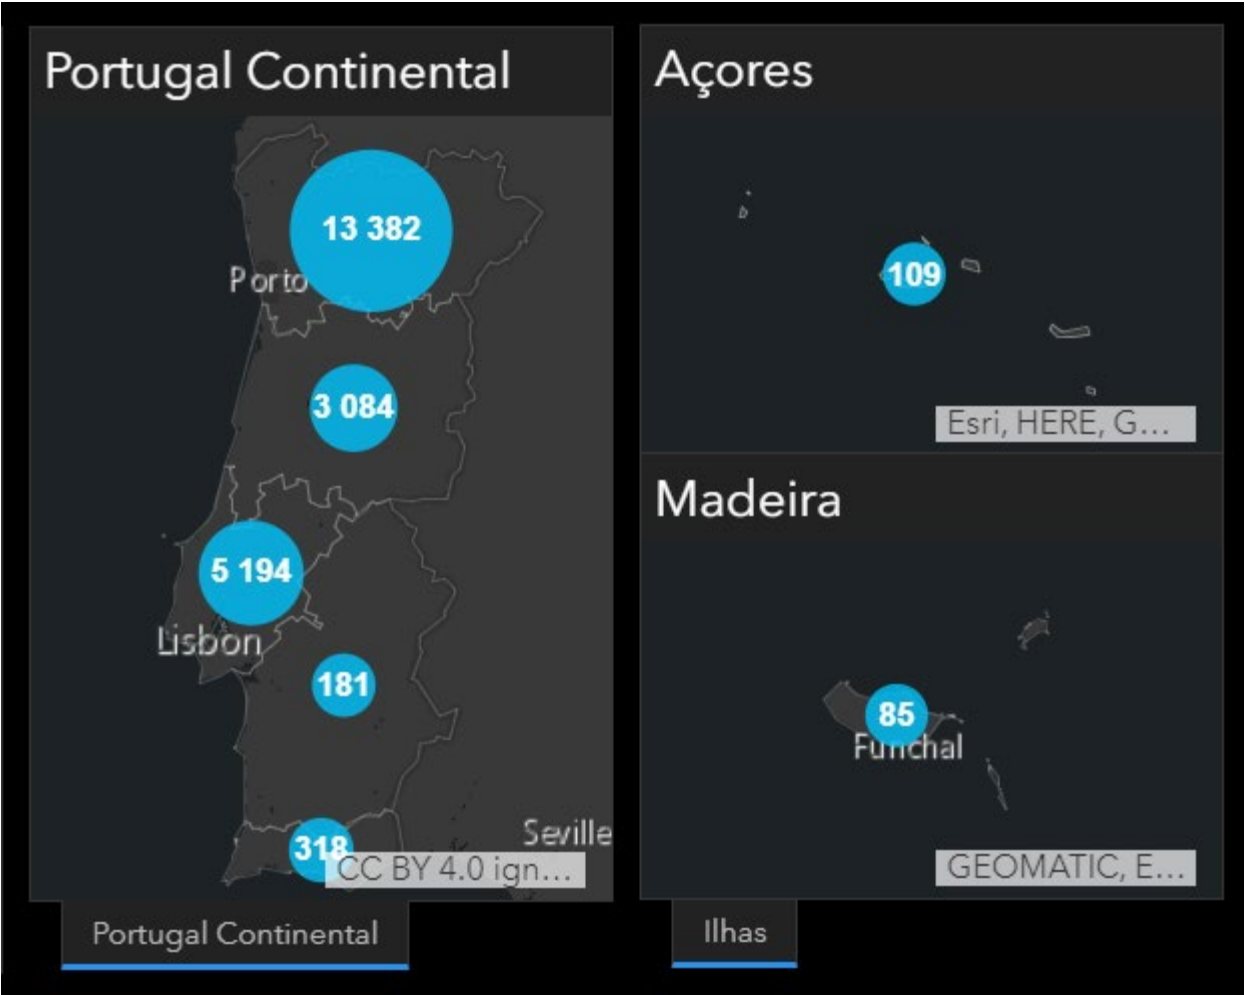 Portugal Continental
13 382
Porto
3 084
5 194
Lisbon
181
Seville
318
CC BY 4.0 ign...
Portugal Continental
Açores
109
Esri, HERE, G...
Madeira
85
Funchal
GEOMATIC, E...
Ilhas